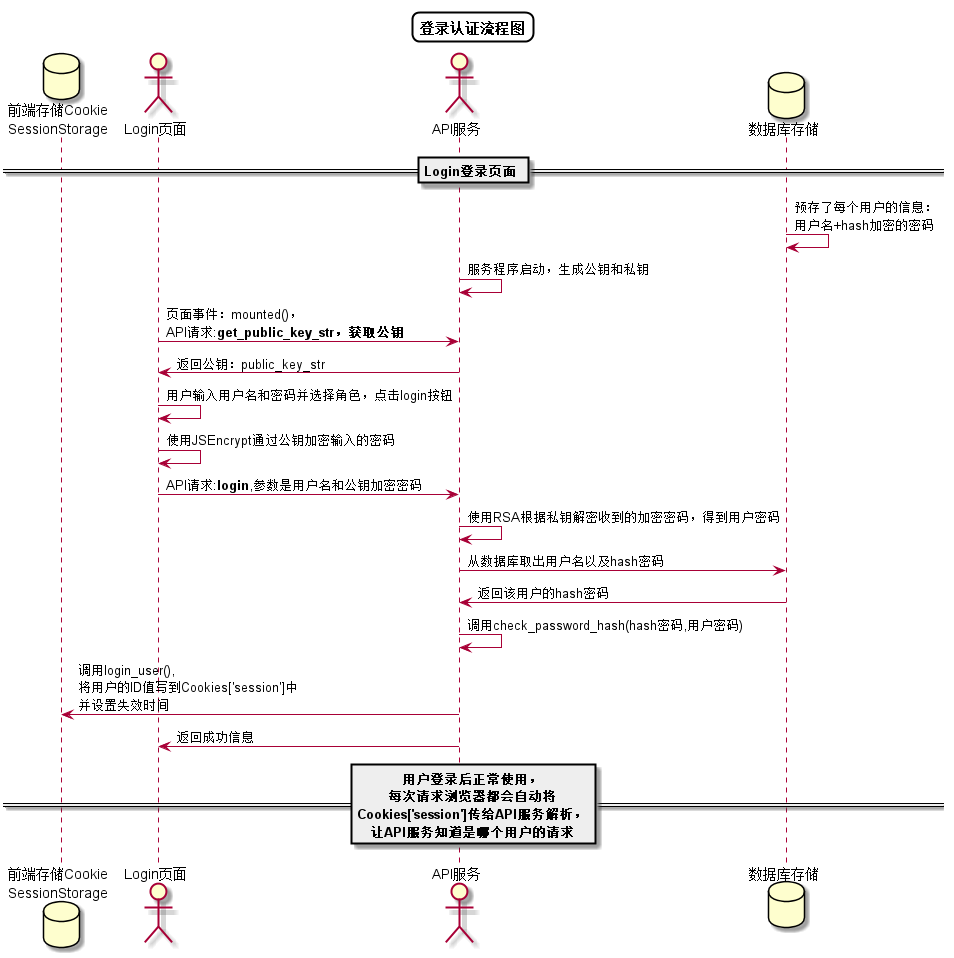 登录认证流程图
前端存储Cookie
SessionStorage
Login页面
API服务
数据库存储
Login登录页面
预存了每个用户的信息：
用户名+hash加密的密码
服务程序启动，生成公钥和私钥
页面事件：mounted()，
API请求:get_public_key_str，获取公钥
返回公钥：public_key_str
用户输入用户名和密码并选择角色，点击login按钮
使用JSEncrypt通过公钥加密输入的密码
API请求:login,参数是用户名和公钥加密密码
使用RSA根据私钥解密收到的加密密码，得到用户密码
从数据库取出用户名以及hash密码
返回该用户的hash密码
调用check_password_hash(hash密码,用户密码)
调用login_user(),
将用户的ID值写到Cookies['session']中
并设置失效时间
返回成功信息
用户登录后正常使用，
每次请求浏览器都会自动将
Cookies['session']传给API服务解析，
让API服务知道是哪个用户的请求
前端存储Cookie
SessionStorage
Login页面
API服务
数据库存储